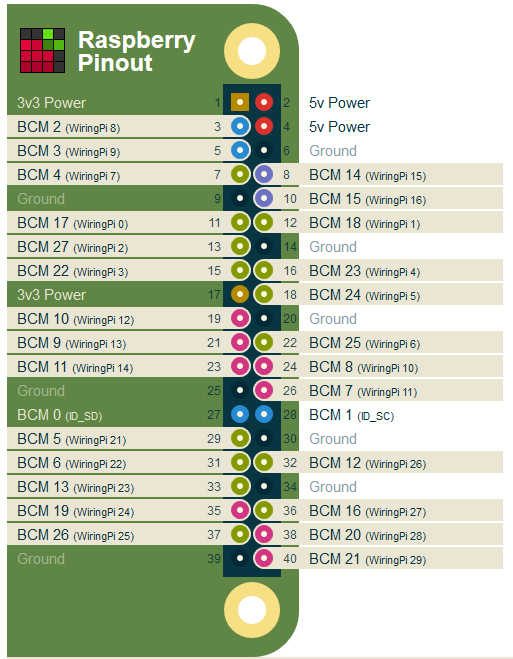 Raspberry
Pinout
3v3 Power 1 2 5v Power
BCM 2 (WiringPi 8) 3 4 5v Power
BCM 3 (WiringPi 9) 5 6 Ground
BCM 4 (WiringPi 7) 7 8 BCM 14 (WiringPi 15)
Ground 9 10 BCM 15 (WiringPi 16)
BCM 17 (WiringPi 0) 11 12 BCM 18 (WiringPi 1)
BCM 27 (WiringPi 2) 13 14 Ground
BCM 22 (WiringPi 3) 15 16 BCM 23 (WiringPi 4)
3v3 Power 17 18 BCM 24 (WiringPi 5)
BCM 10 (WiringPi 12) 19 20 Ground
BCM 9 (WiringPi 13) 21 22 BCM 25 (WiringPi 6)
BCM 11 (WiringPi 14) 23 24 BCM 8 (WiringPi 10)
Ground 25 26 BCM 7 (WiringPi 11)
BCM 0 (ID_SD) 27 28 BCM 1 (ID_SC)
BCM 5 (WiringPi 21) 29 30 Ground
BCM 6 (WiringPi 22) 31 32 BCM 12 (WiringPi 26)
BCM 13 (WiringPi 23) 33 34 Ground
BCM 19 (WiringPi 24) 35 36 BCM 16 (WiringPi 27)
BCM 26 (WiringPi 25) 37 38 BCM 20 (WiringPi 28)
Ground 39 40 BCM 21 (WiringPi 29)